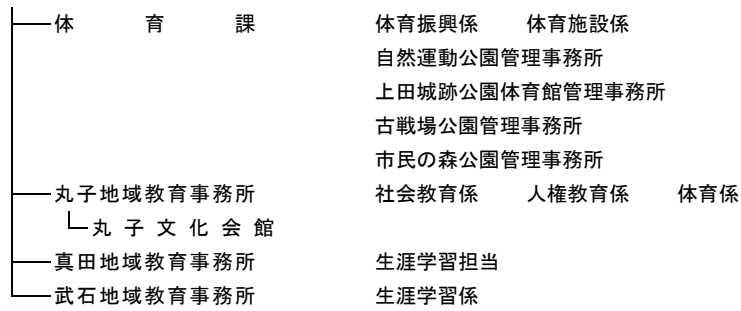 体育課 体育振興係 体育施設係
自然運動公園管理事務所
上田城跡公園体育館管理事務所
古戦場公園管理事務所
市民の森公園管理事務所
丸子地域教育事務所 社会教育係 人権教育係 体育係
丸子文化会館
真田地域教育事務所 生涯学習担当
武石地域教育事務所 生涯学習係